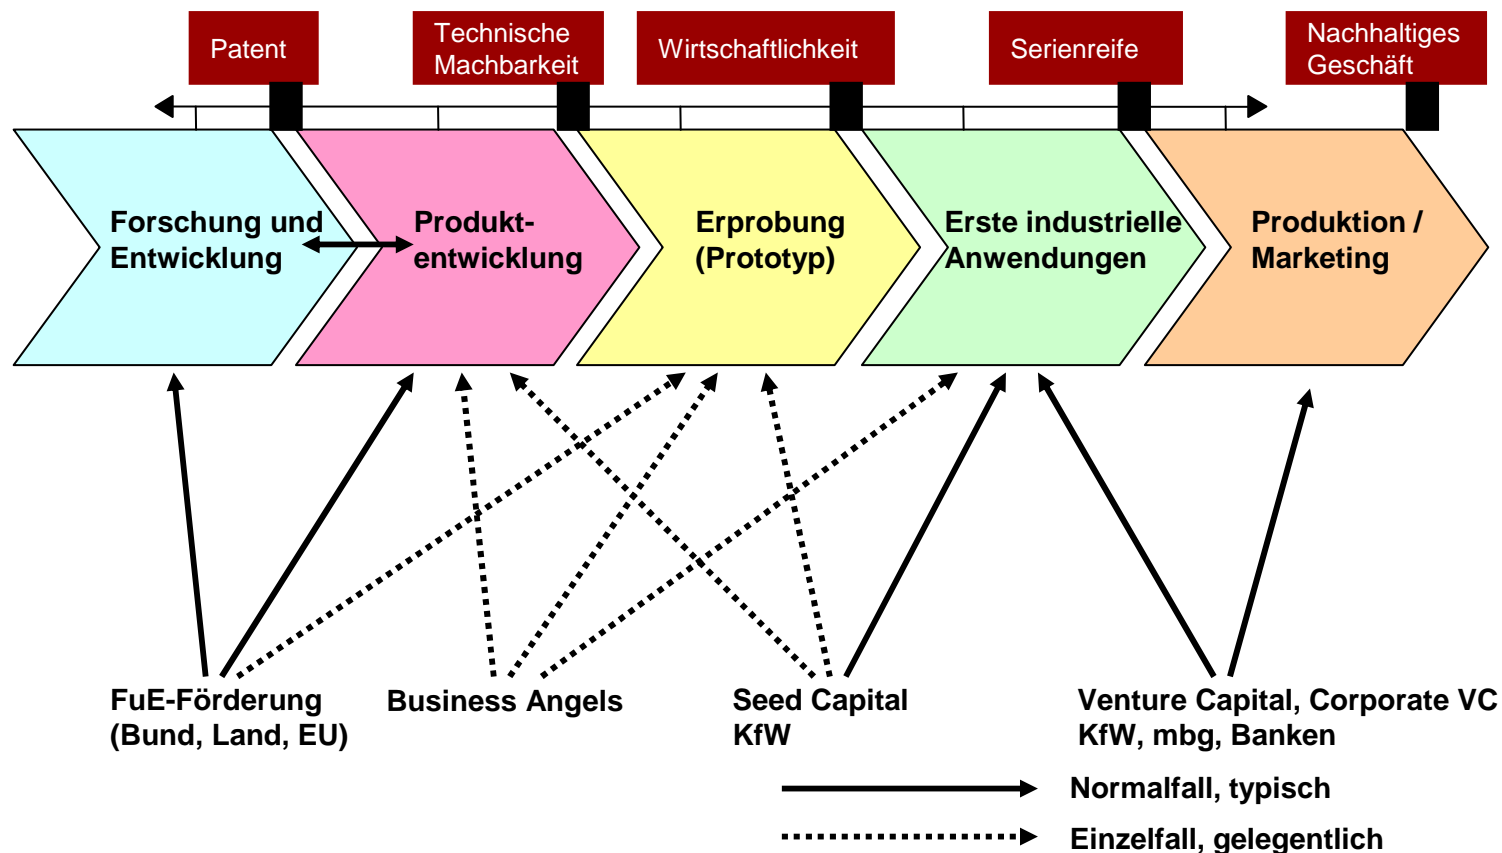 Patent
Technische
Machbarkeit
Wirtschaftlichkeit
Serienreife
Nachhaltiges
Geschäft
Forschung und
Entwicklung
Produkt-
entwicklung
Erprobung
(Prototyp)
Erste industrielle
Anwendungen
Produktion /
Marketing
FuE-Förderung
(Bund, Land, EU)
Business Angels
Seed Capital
KfW
Venture Capital, Corporate VC
KfW, mbg, Banken
Normalfall, typisch
Einzelfall, gelegentlich